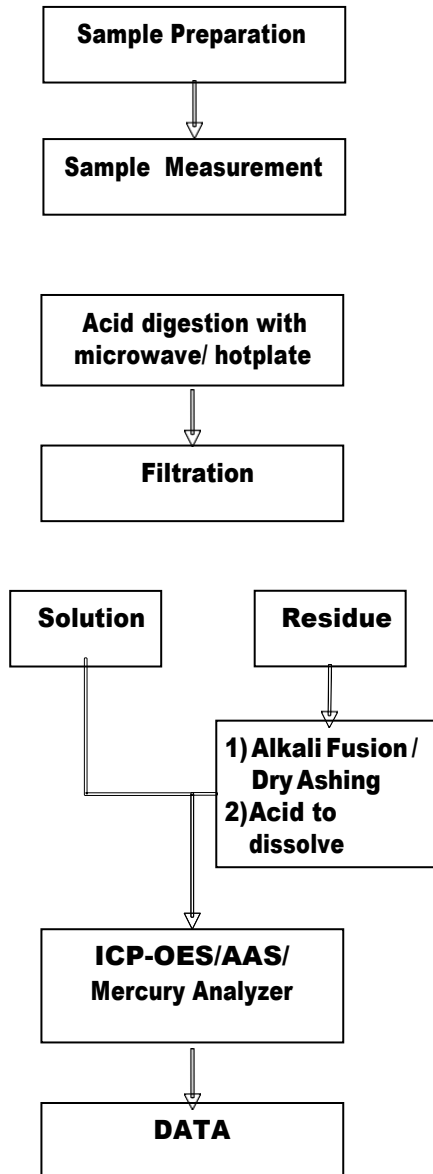 Sample Preparation
Sample Measurement
Acid digestion with
microwave/ hotplate
Filtration
Solution
Residue
1) Alkali Fusion /
Dry Ashing
2)Acid to
dissolve
ICP-OES/AAS/
Mercury Analyzer
DATA